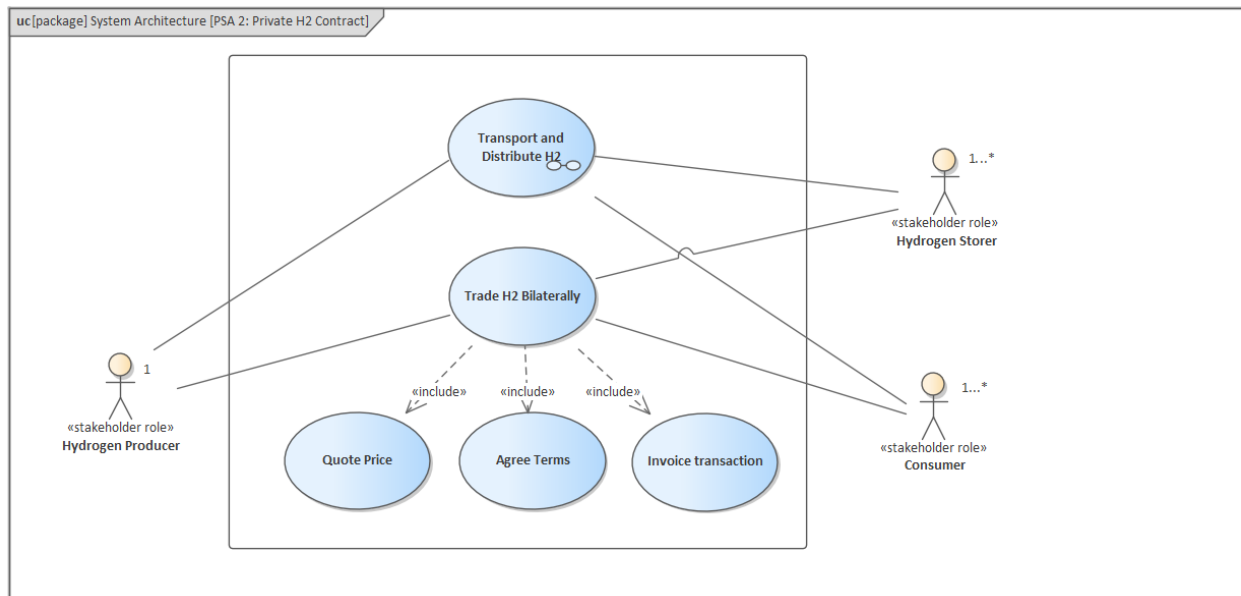 uc [package] System Architecture [PSA 2: Private H2 Contract]
Transport and
Distribute H2
1...*
«stakeholder role»
Hydrogen Storer
Trade H2 Bilaterally
1
«stakeholder role»
Hydrogen Producer
«include»
«include»
«include»
1...*
«stakeholder role»
Consumer
Quote Price
Agree Terms
Invoice transaction